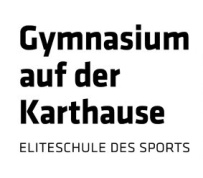 Gymnasium
auf der
Karthause
ELITESCHULE DES SPORTS